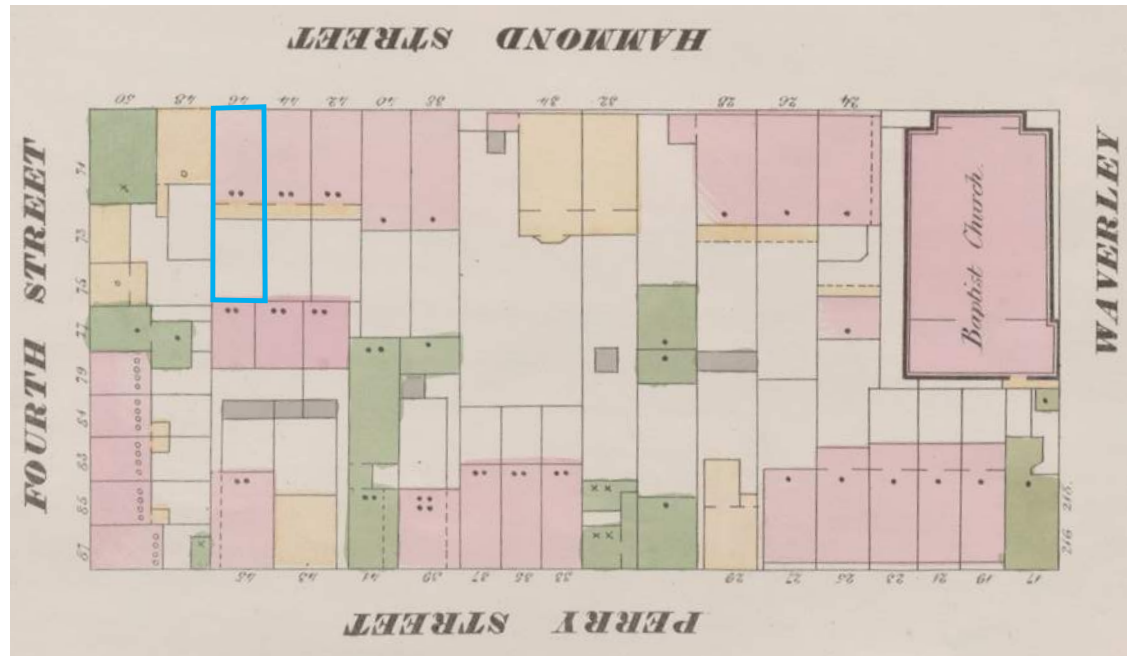 HAMMOND STREET
50 48 46 44 42 40 38 34 32 28 26 24
FOURTH STREET
71
73
75
77
79
81
83
85
87
Baptist Church.
WAVERLEY
218.
216
45 43 41 39 37 35 33 29 27 25 23 21 19 17
PERRY STREET